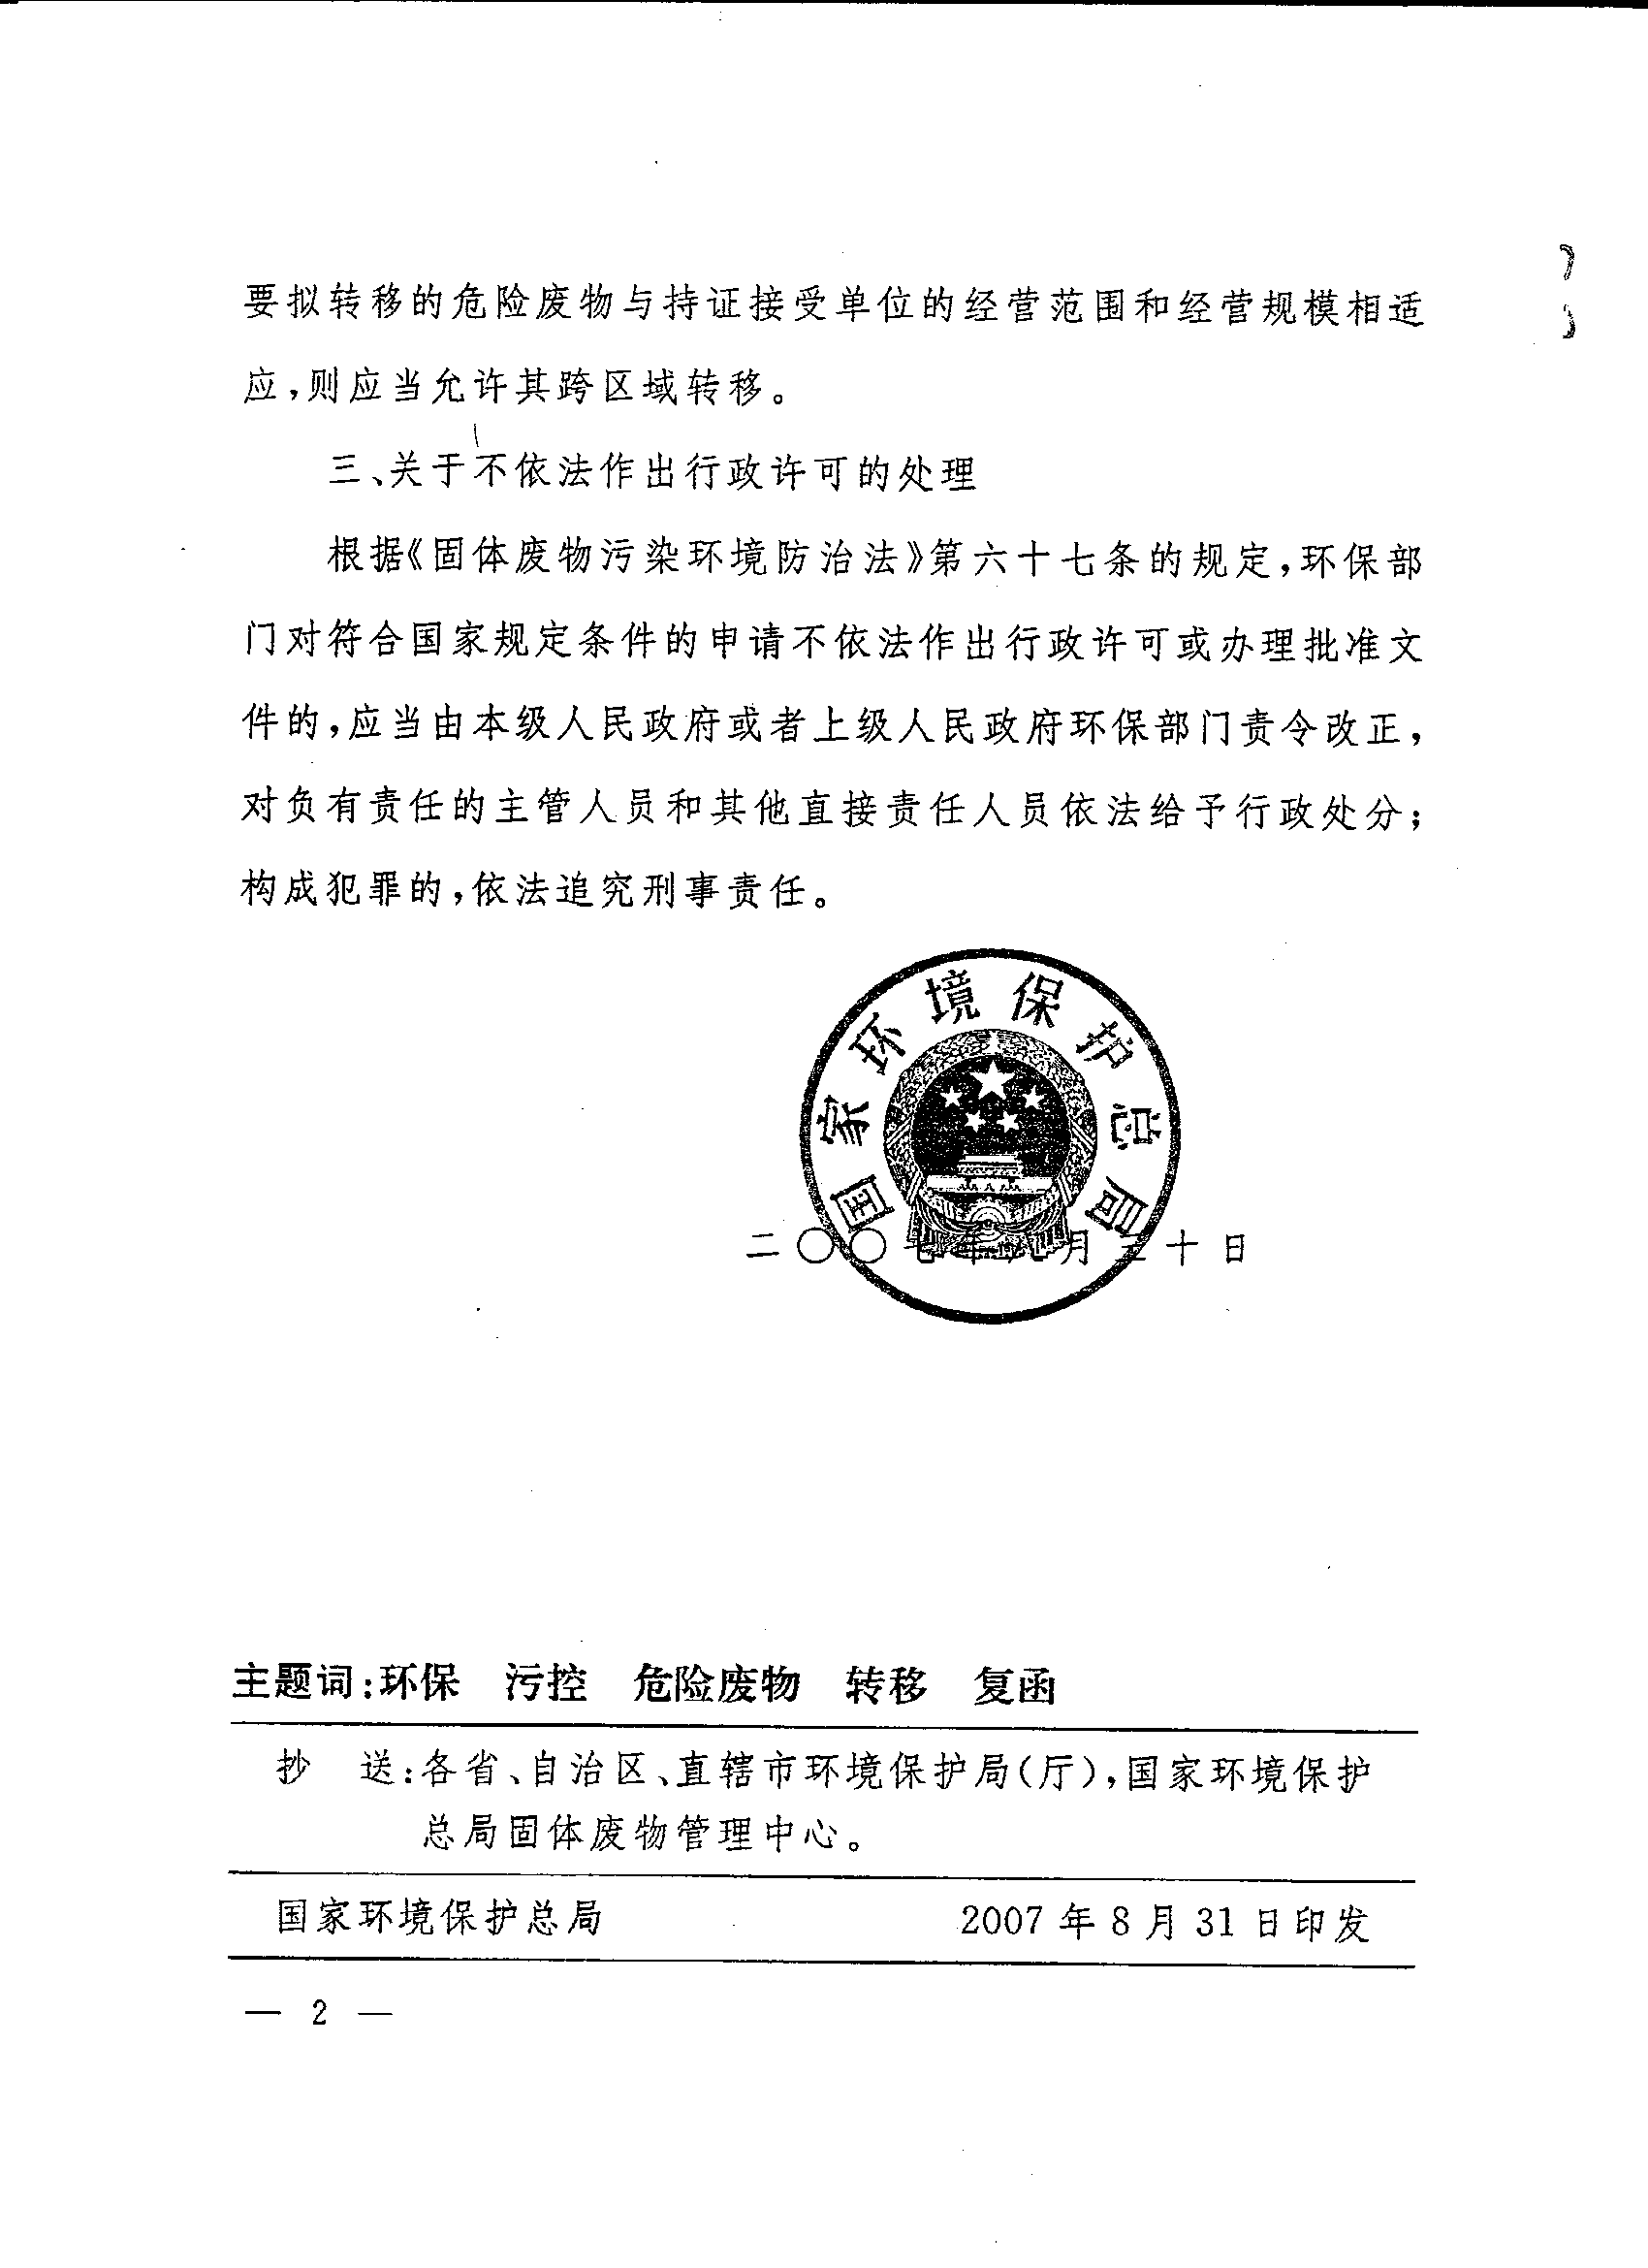 要拟转移的危险废物与持证接受单位的经营范围和经营规模相适
应,则应当允许其跨区域转移。
三、关于不依法作出行政许可的处理
根据《固体废物污染环境防治法》第六十七条的规定,环保部
门对符合国家规定条件的申请不依法作出行政许可或办理批准文
件的,应当由本级人民政府或者上级人民政府环保部门责令改正,
对负有责任的主管人员和其他直接责任人员依法给予行政处分;
构成犯罪的,依法追究刑事责任。
国家环境保护总局
二〇〇七年八月三十日
主题词:环保 污控 危险废物 转移 复函
抄 送:各省、自治区、直辖市环境保护局(厅),国家环境保护
总局固体废物管理中心。
国家环境保护总局 2007年8月31日印发
— 2 —